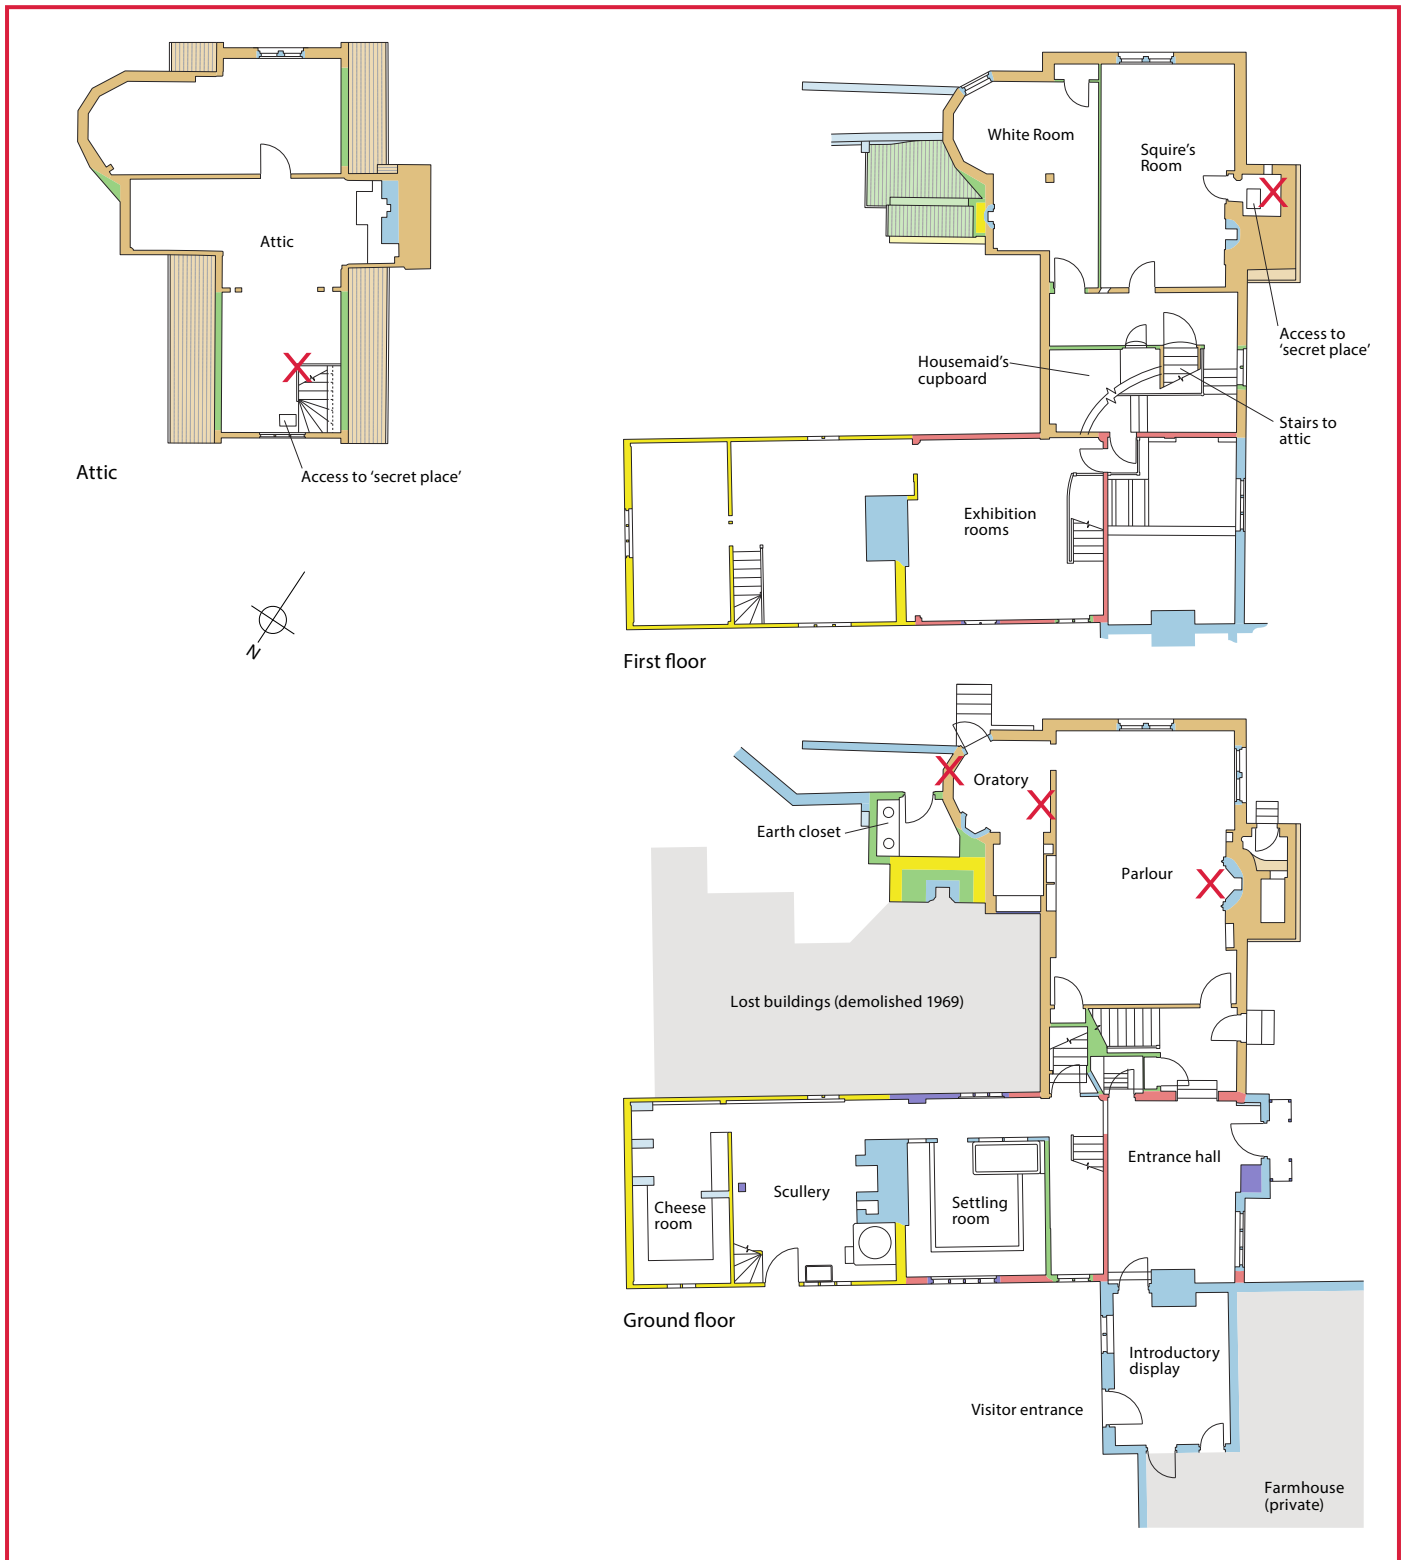 Attic
Attic
Access to ‘secret place’
N
White Room
Squire’s
Room
Access to
‘secret place’
Housemaid’s
cupboard
Stairs to
attic
Exhibition
rooms
First floor
Oratory
Earth closet
Parlour
Lost buildings (demolished 1969)
Entrance hall
Scullery
Cheese
room
Settling
room
Ground floor
Introductory
display
Visitor entrance
Farmhouse
(private)